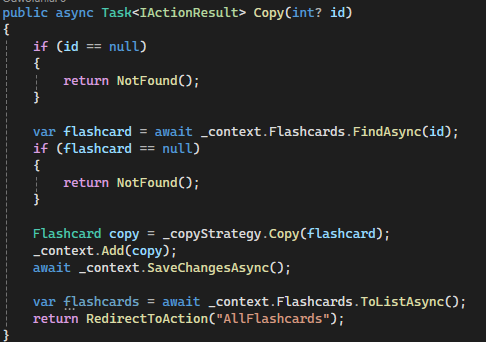 public async Task<IActionResult> Copy(int? id)
{
if (id == null)
{
return NotFound();
}
var flashcard = await _context.Flashcards.FindAsync(id);
if (flashcard == null)
{
return NotFound();
}
Flashcard copy = _copyStrategy.Copy(flashcard);
_context.Add(copy);
await _context.SaveChangesAsync();
var flashcards = await _context.Flashcards.ToListAsync();
return RedirectToAction("AllFlashcards");
}